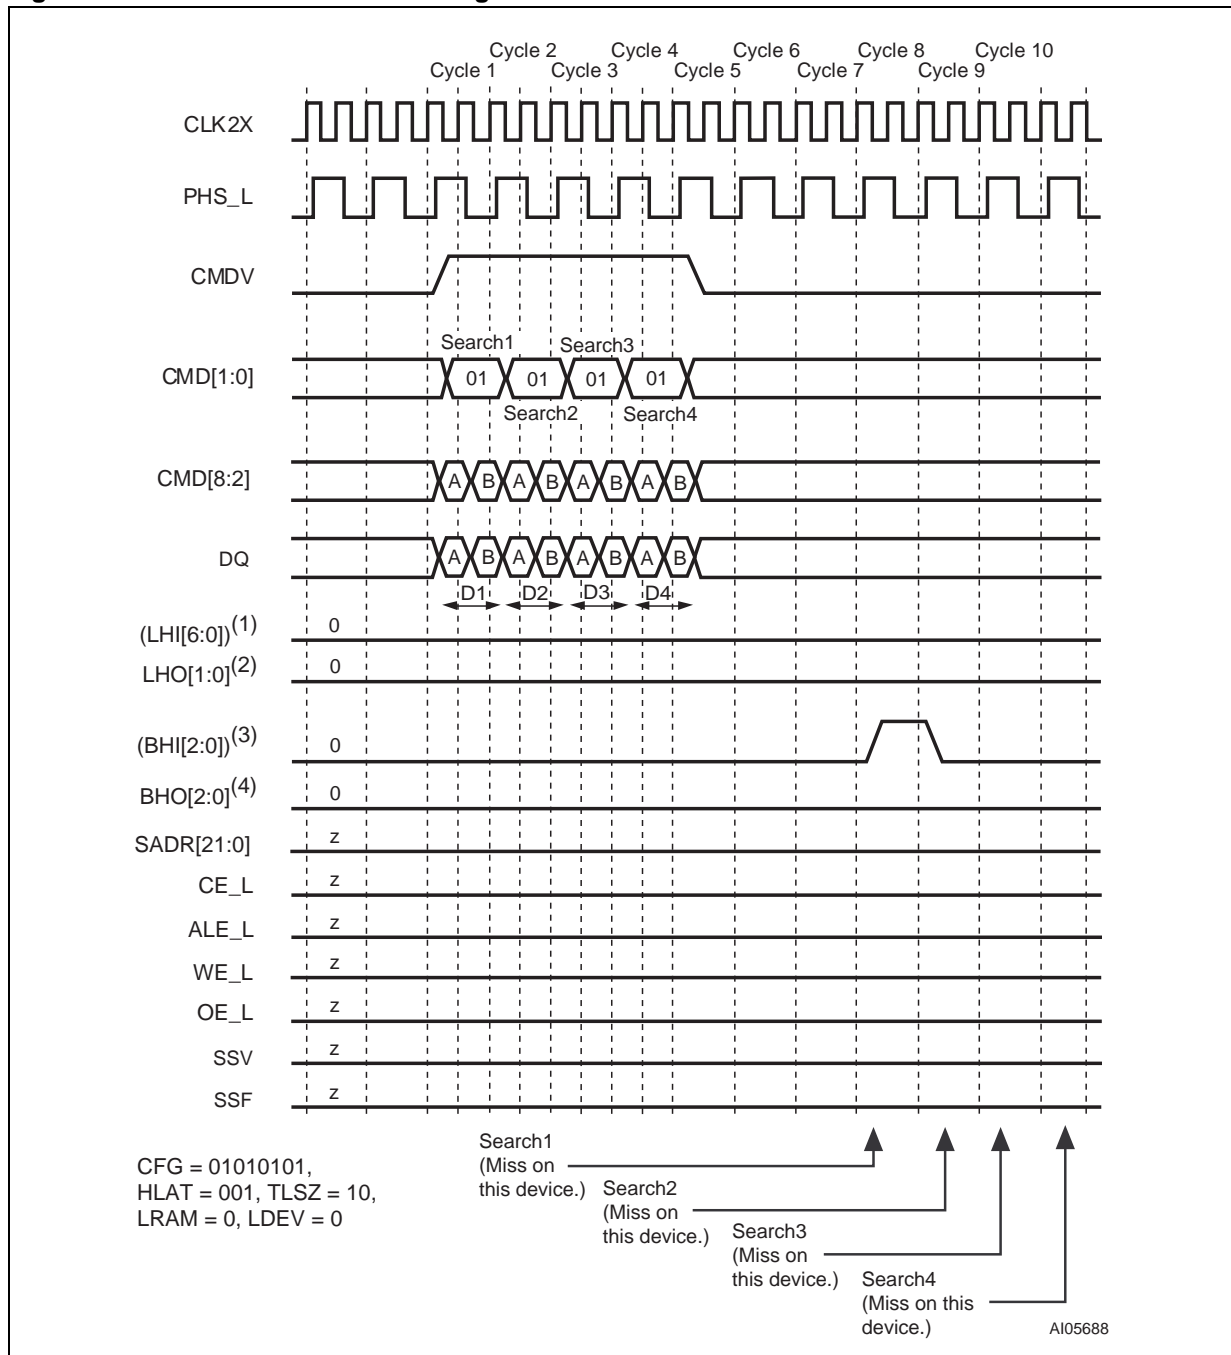 Cycle 2 Cycle 4 Cycle 6 Cycle 8 Cycle 10
Cycle 1 Cycle 3 Cycle 5 Cycle 7 Cycle 9
CLK2X
PHS_L
CMDV
Search1 Search3
CMD[1:0] 01 01 01 01
Search2 Search4
CMD[8:2] A B A B A B A B
DQ A B A B A B A B
D1 D2 D3 D4
(LHI[6:0])(1) 0
LHO[1:0](2) 0
(BHI[2:0])(3) 0
BHO[2:0](4) 0
SADR[21:0] z
CE_L z
ALE_L z
WE_L z
OE_L z
SSV z
SSF z
CFG = 01010101,
HLAT = 001, TLSZ = 10,
LRAM = 0, LDEV = 0
Search1
(Miss on
this device.)
Search2
(Miss on
this device.)
Search3
(Miss on
this device.)
Search4
(Miss on this
device.)
AI05688